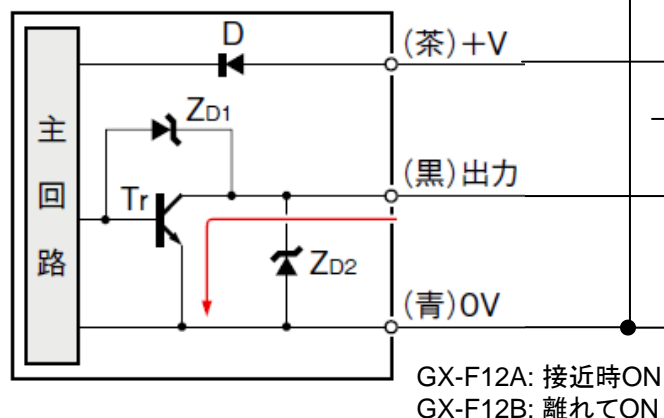 D
(茶)+V
ZD1
主
回
路
Tr
(黒)出力
ZD2
(青)0V
GX-F12A: 接近時ON
GX-F12B: 離れてON